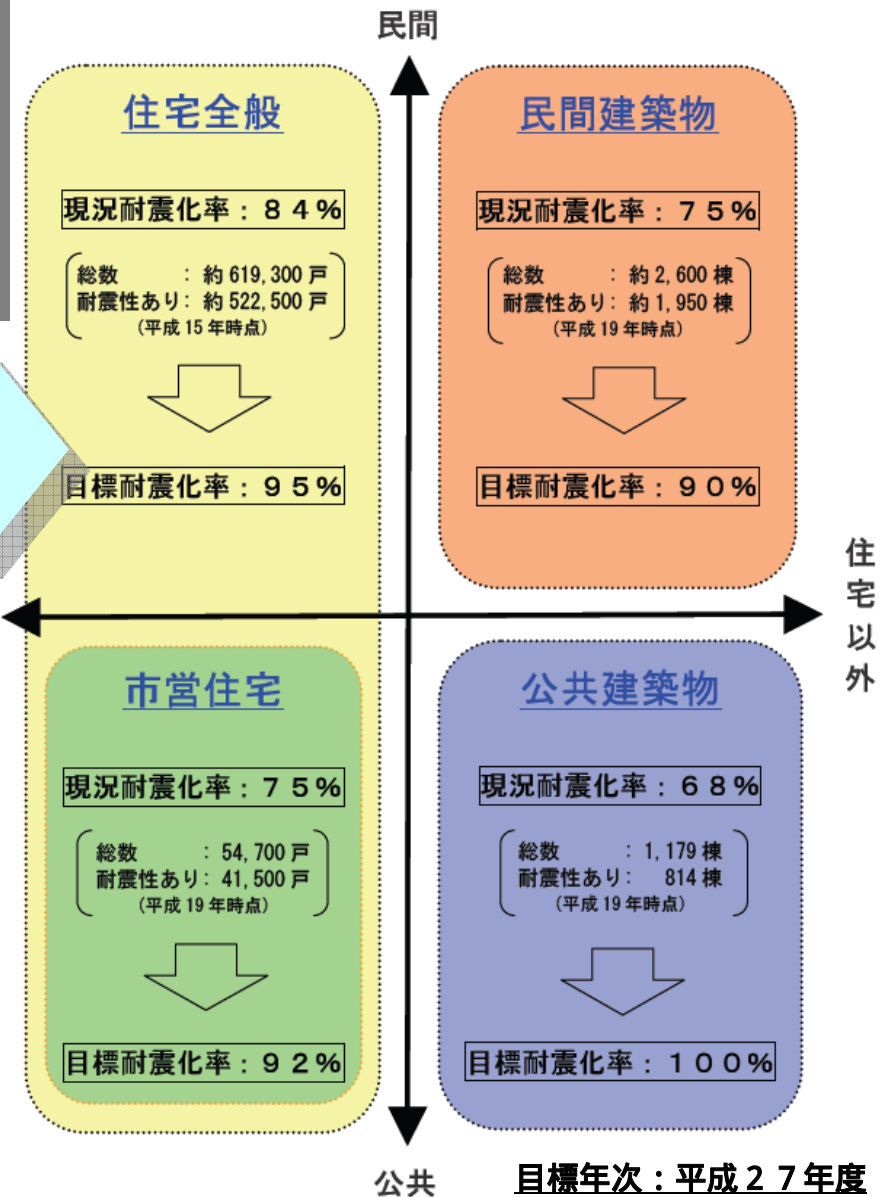 民間
住宅全般
現況耐震化率：８４%
総数　　　：約 619,300 戸
耐震性あり：約 522,500 戸
(平成 15 年時点)
目標耐震化率：９５%
民間建築物
現況耐震化率：７５%
総数　　　：約 2,600 棟
耐震性あり：約 1,950 棟
(平成 19 年時点)
目標耐震化率：９０%
住宅以外
市営住宅
現況耐震化率：７５%
総数　　　：54,700 戸
耐震性あり：41,500 戸
(平成 19 年時点)
目標耐震化率：９２%
公共建築物
現況耐震化率：６８%
総数　　　：1,179 棟
耐震性あり：　814 棟
(平成 19 年時点)
目標耐震化率：１００%
公共
目標年次：平成２７年度